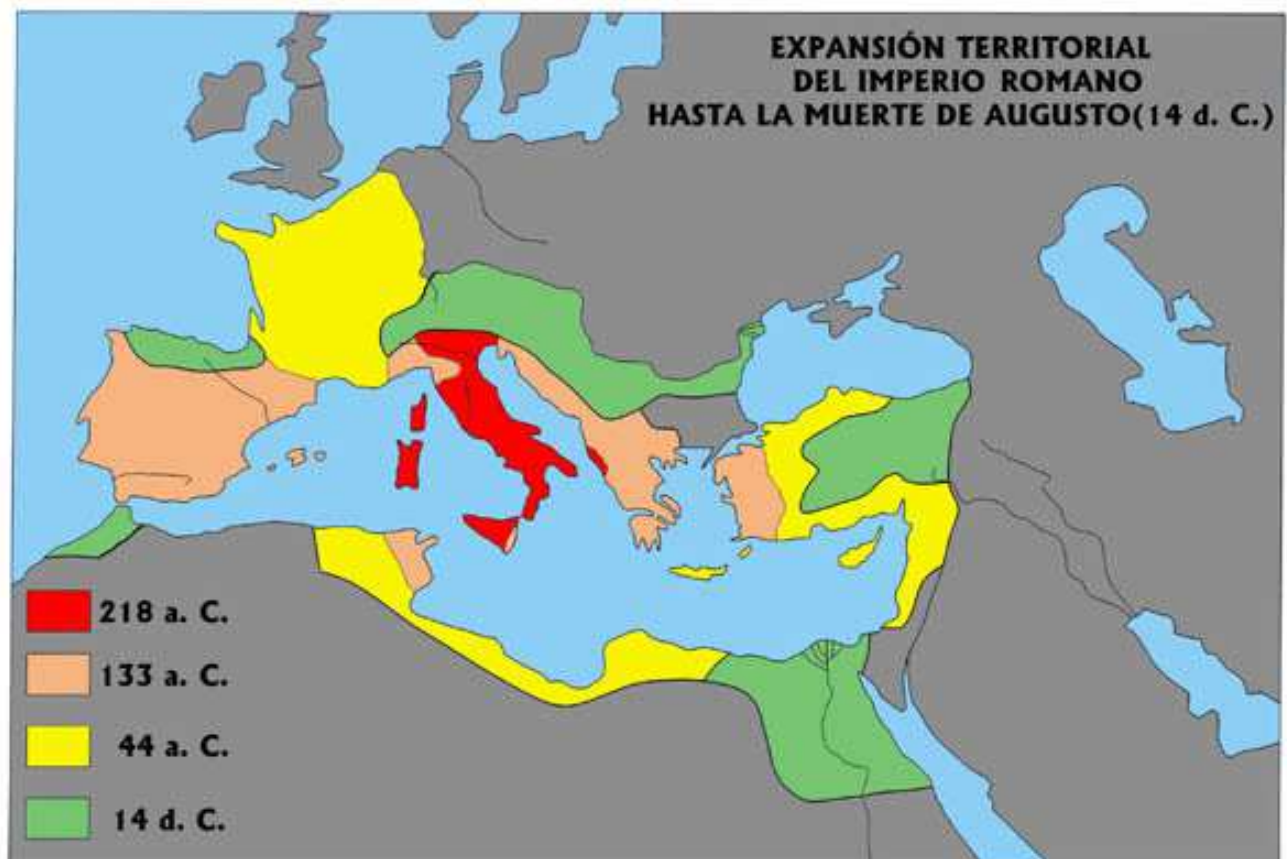 EXPANSIÓN TERRITORIAL
DEL IMPERIO ROMANO
HASTA LA MUERTE DE AUGUSTO(14 d. C.)
218 a. C.
133 a. C.
44 a. C.
14 d. C.